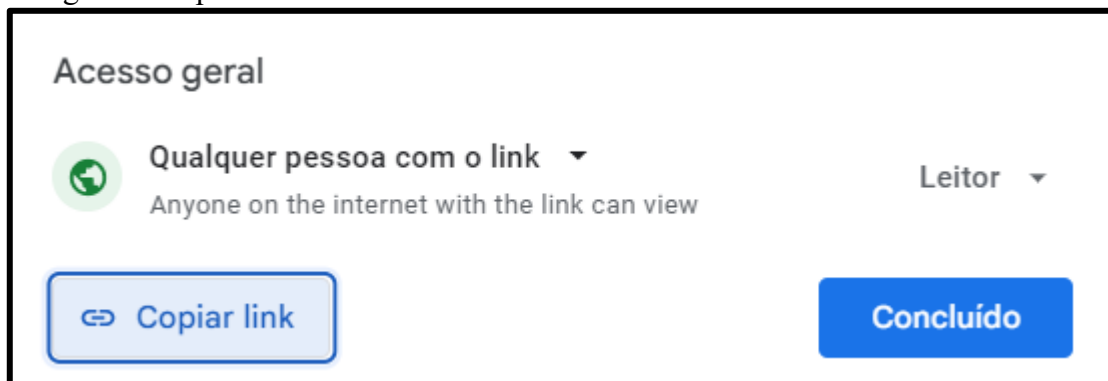 Acesso geral
Qualquer pessoa com o link
Anyone on the internet with the link can view
Leitor
Copiar link
Concluído